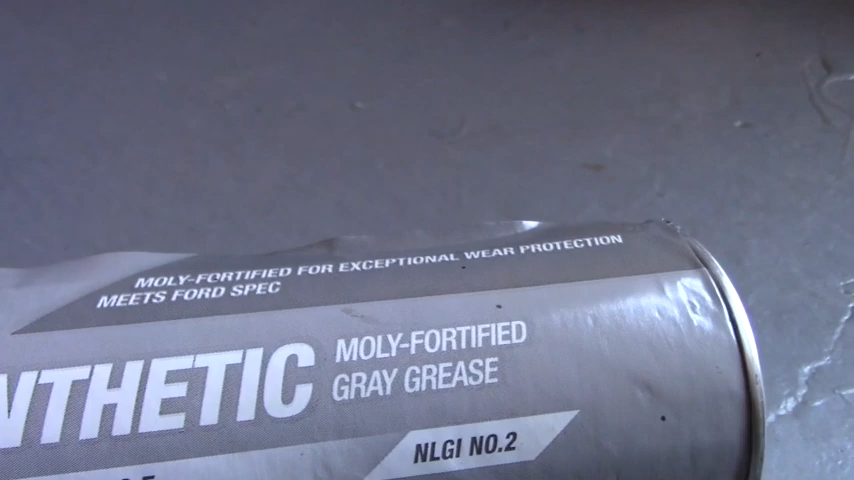 MOLY-FORTIFIED FOR EXCEPTIONAL WEAR PROTECTION
MEETS FORD SPEC
NTHETIC
MOLY-FORTIFIED
GRAY GREASE
NLGI NO.2